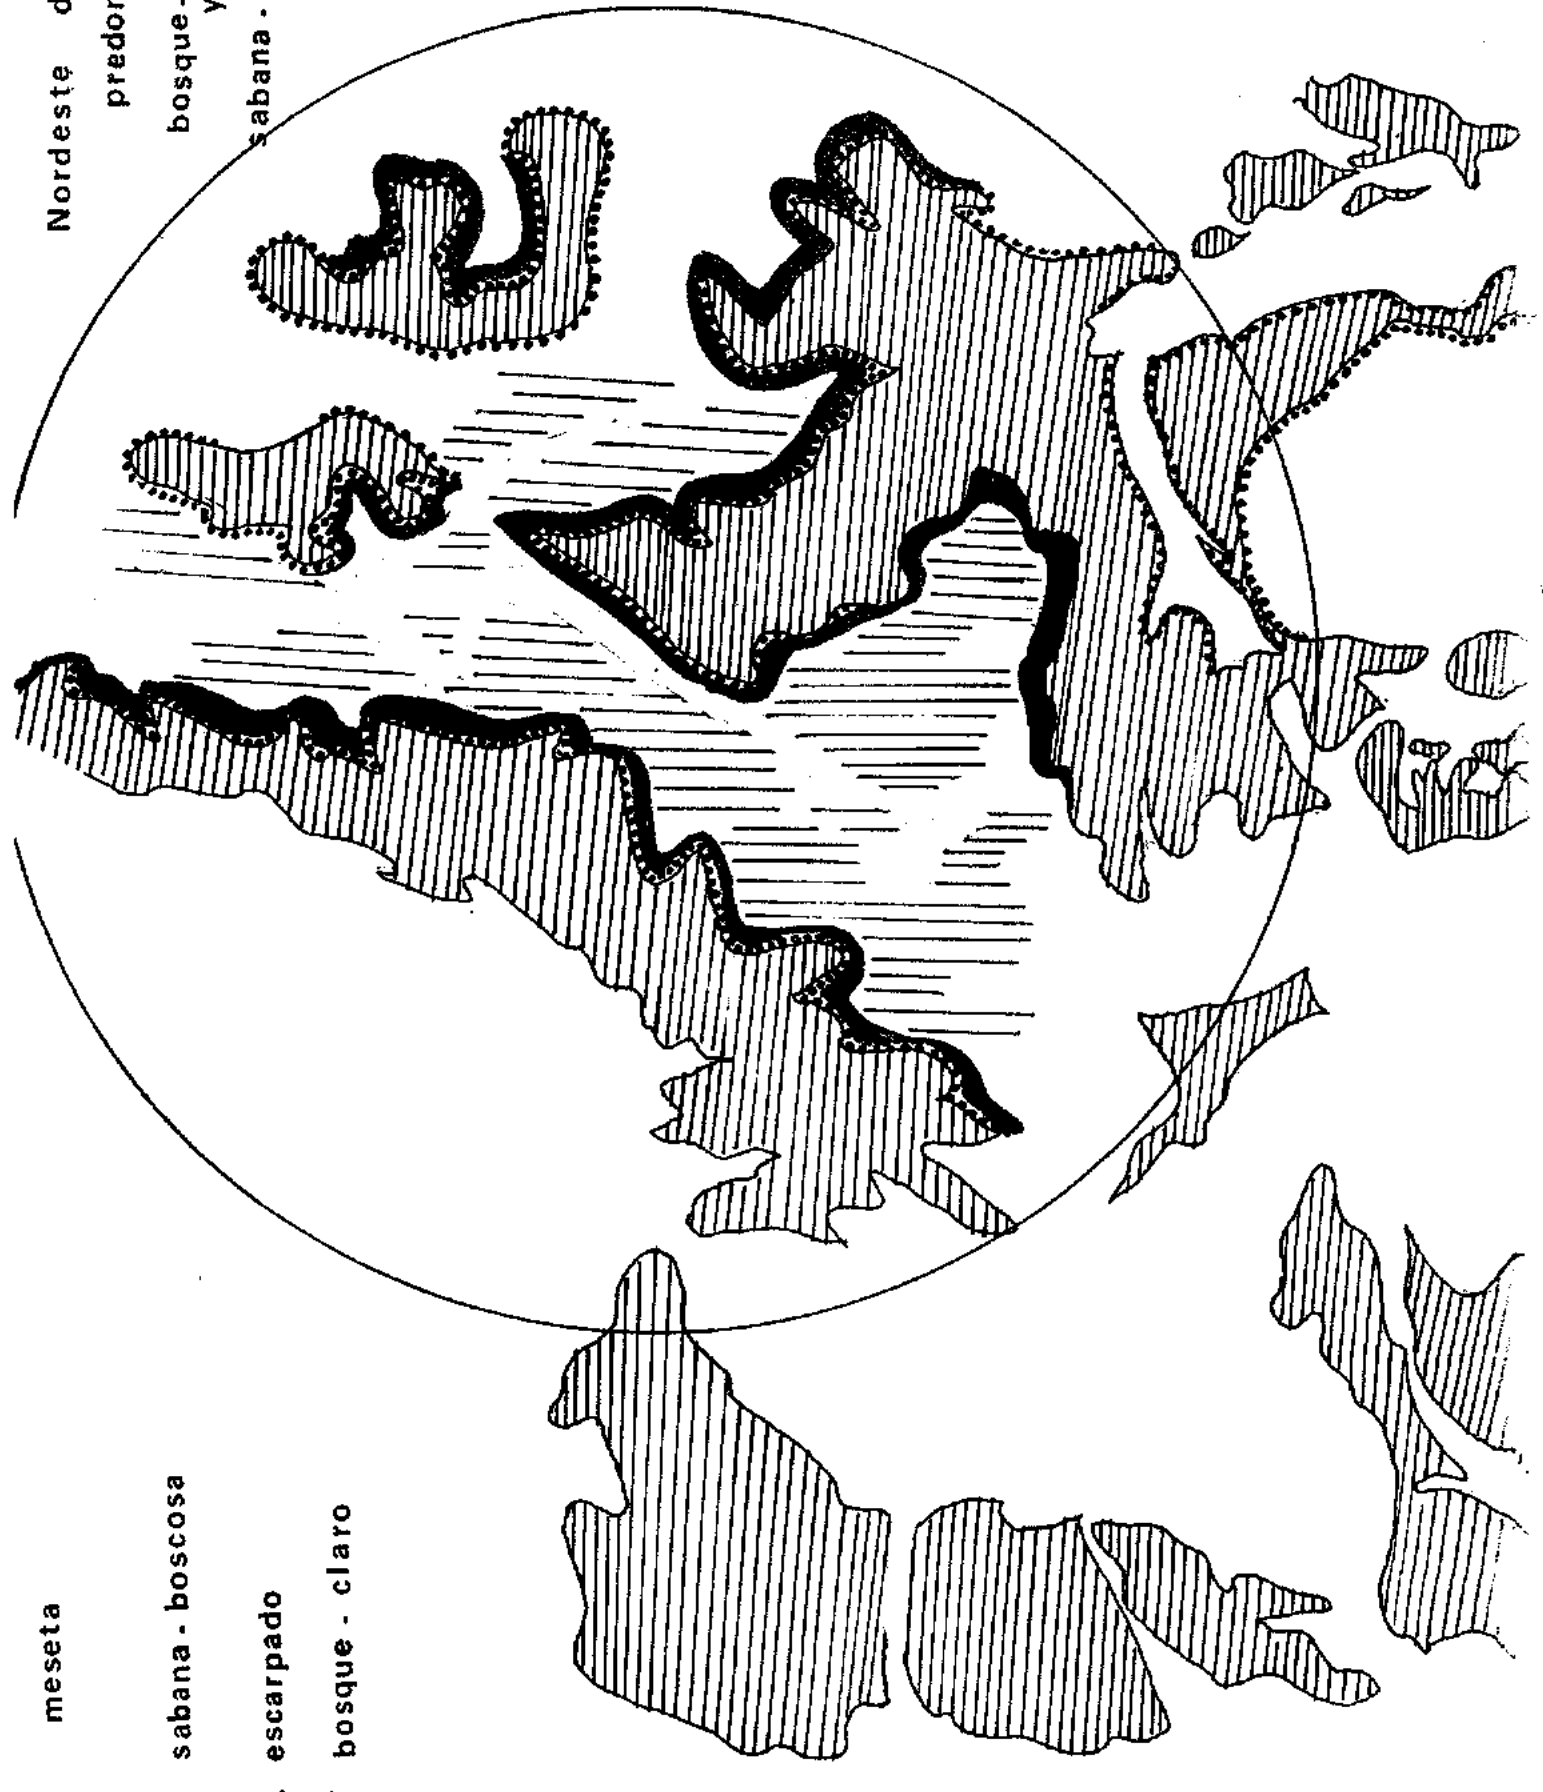 meseta
sabana - boscosa
escarpado
bosque - claro
Nordeste d
predor
bosque-
y
sabana -